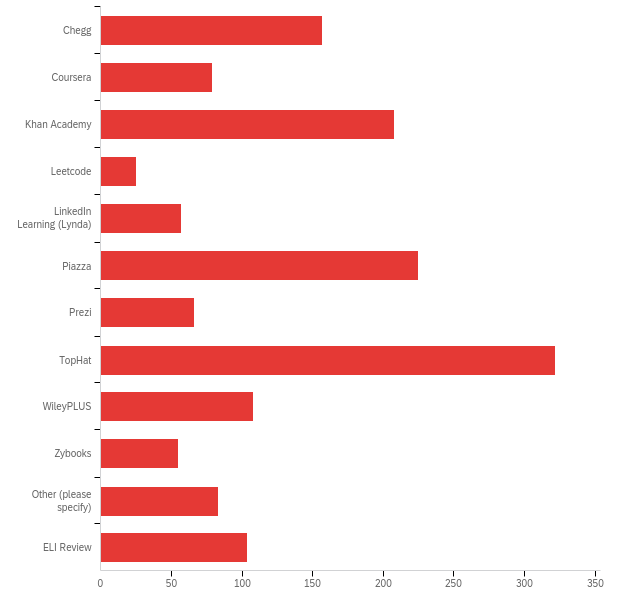 Chegg
Coursera
Khan Academy
Leetcode
LinkedIn
Learning (Lynda)
Piazza
Prezi
TopHat
WileyPLUS
Zybooks
Other (please
specify)
ELI Review
0 50 100 150 200 250 300 350